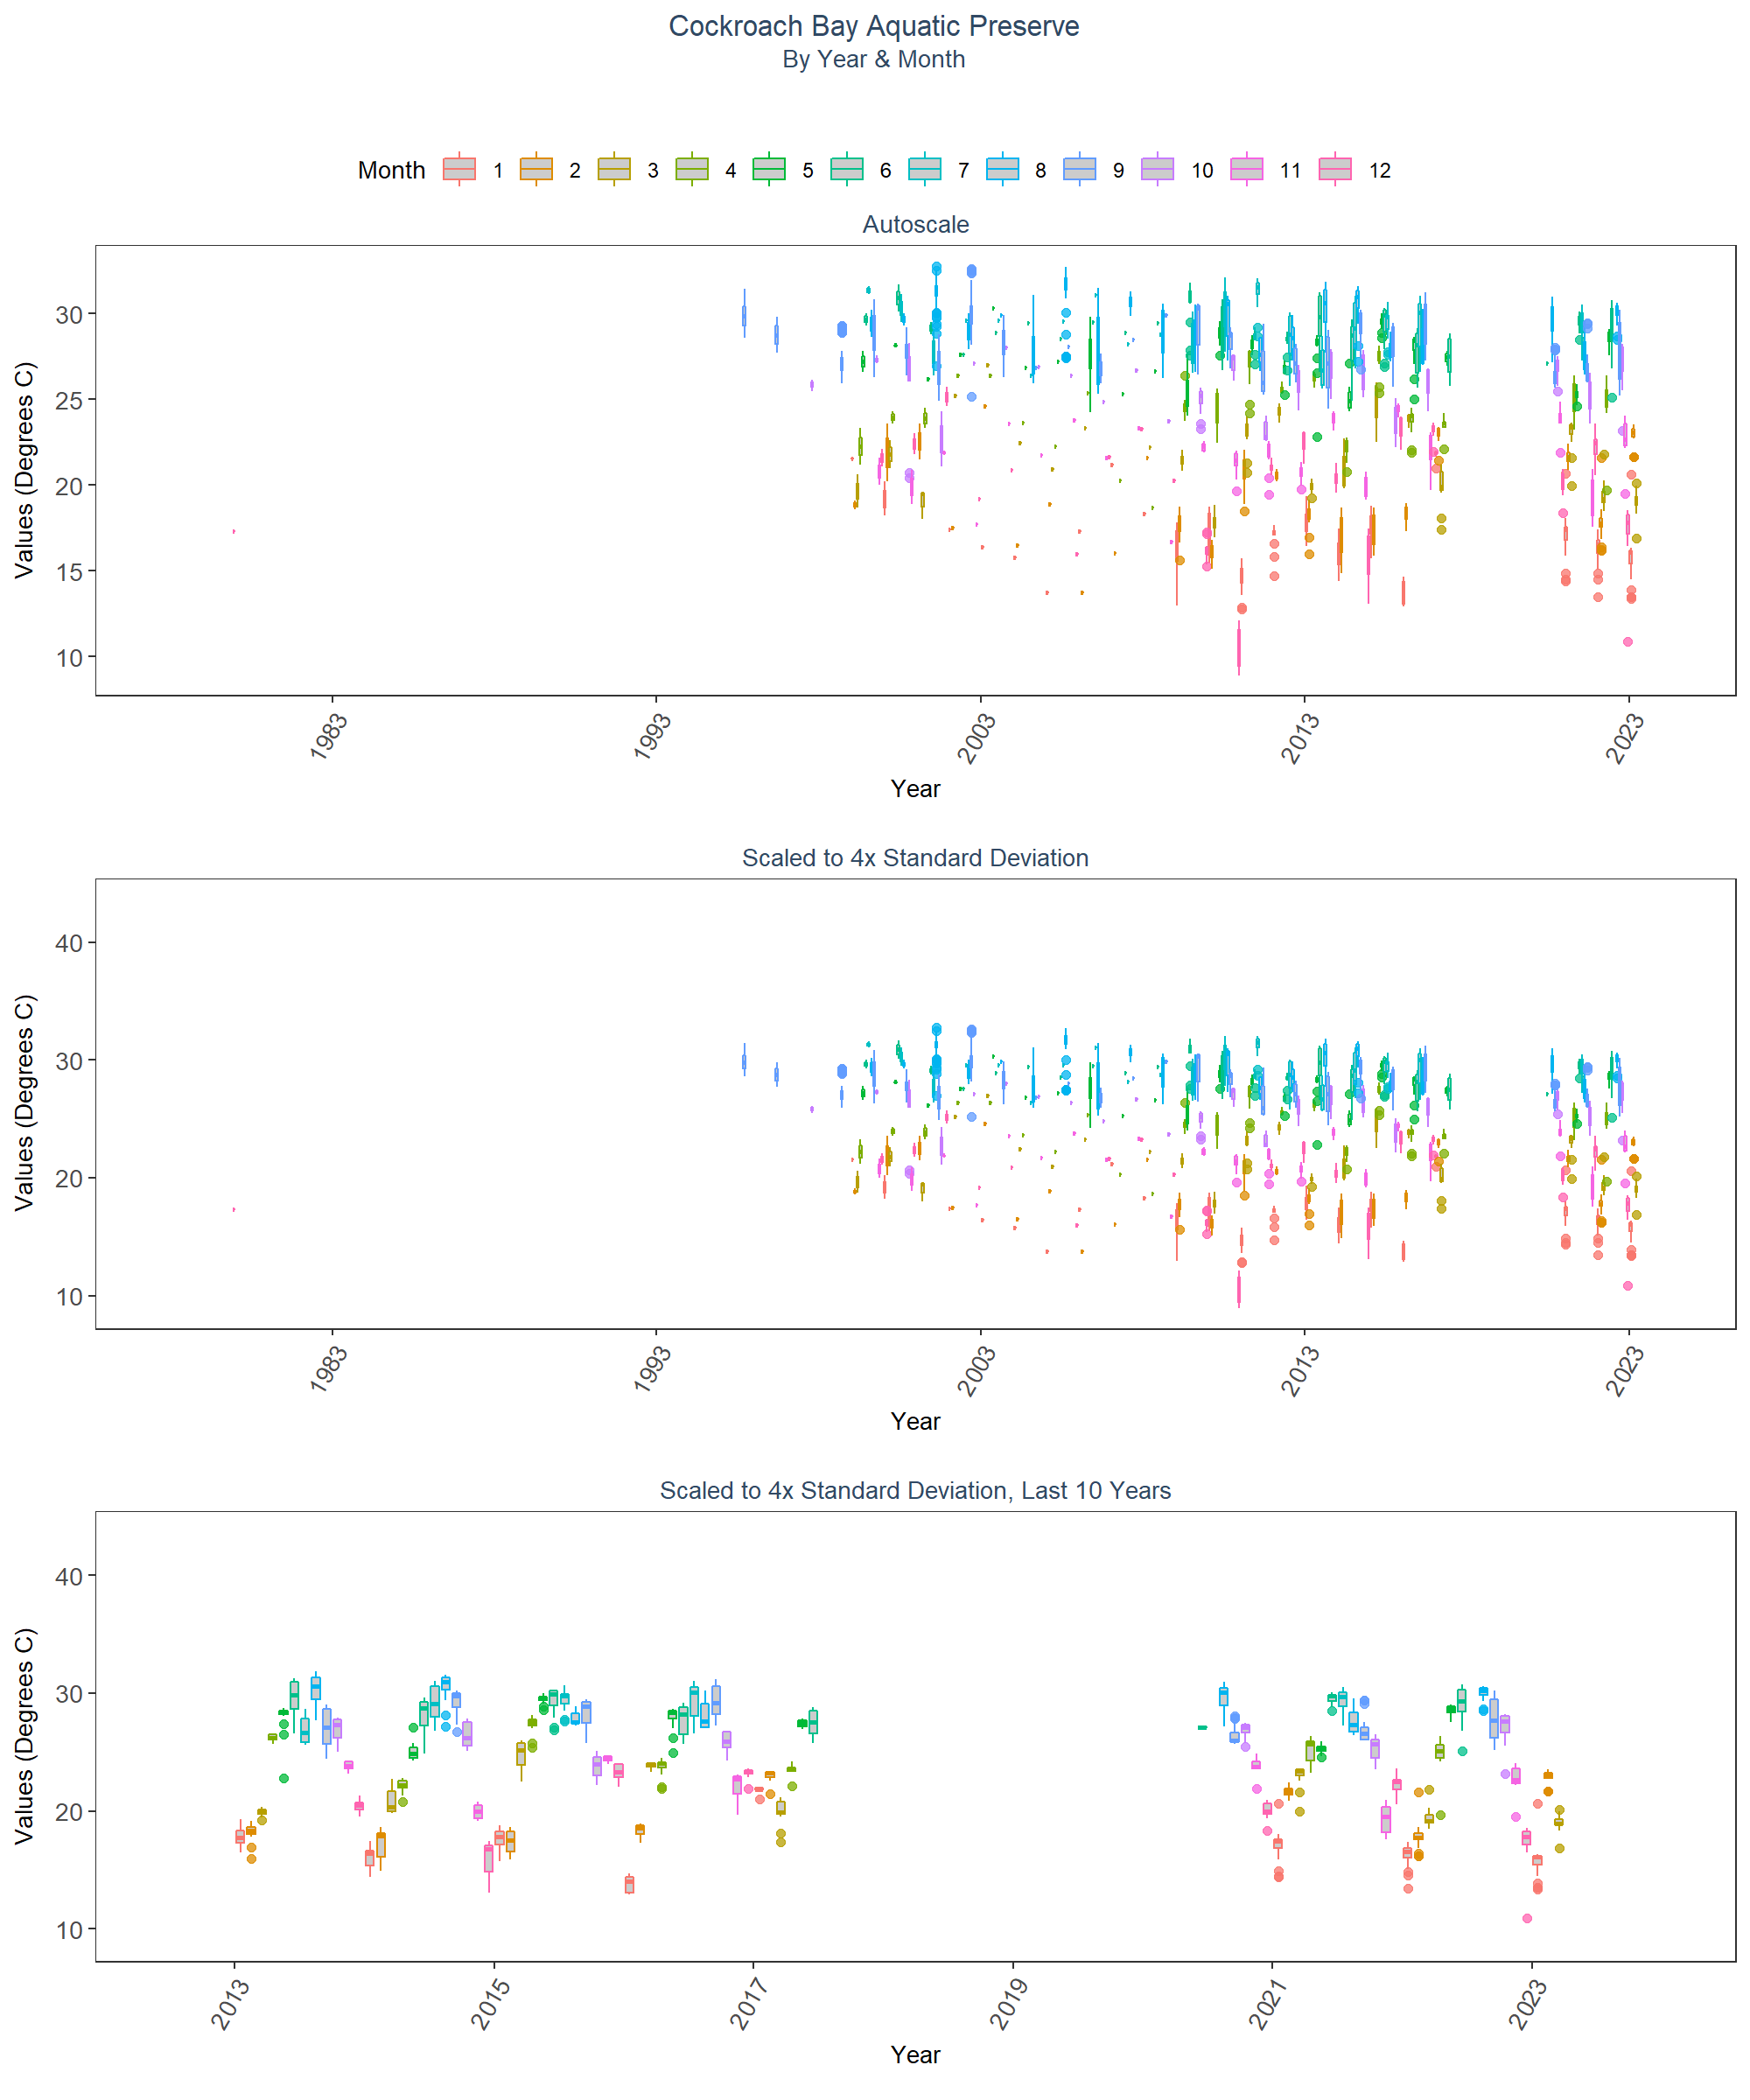 Cockroach Bay Aquatic Preserve
By Year & Month
Month 1 2 3 4 5 6 7 8 9 10 11 12
Autoscale
Values (Degrees C)
30
25
20
15
10
1983 1993 2003 2013 2023
Year
Scaled to 4x Standard Deviation
Values (Degrees C)
40
30
20
10
1983 1993 2003 2013 2023
Year
Scaled to 4x Standard Deviation, Last 10 Years
Values (Degrees C)
40
30
20
10
2013 2015 2017 2019 2021 2023
Year